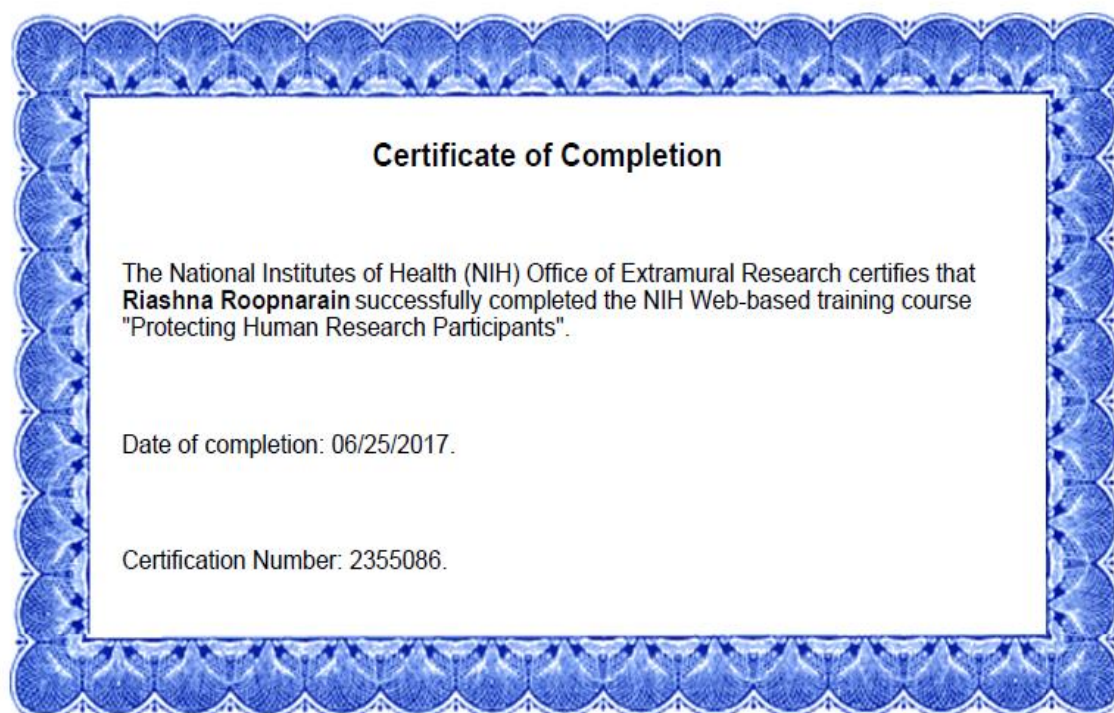 Certificate of Completion
The National Institutes of Health (NIH) Office of Extramural Research certifies that
Riashna Roopnarain successfully completed the NIH Web-based training course
"Protecting Human Research Participants".
Date of completion: 06/25/2017.
Certification Number: 2355086.